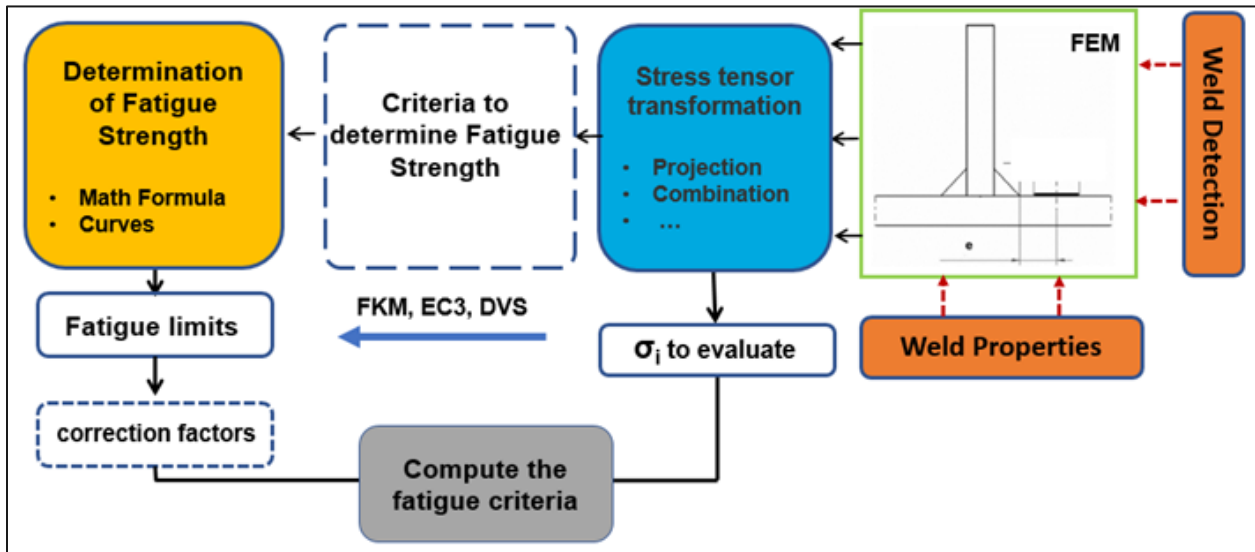 Determination
of Fatigue
Strength
• Math Formula
• Curves
Criteria to
determine Fatigue
Strength
Stress tensor
transformation
• Projection
• Combination
• ...
FEM
e
Weld Detection
Fatigue limits
FKM, EC3, DVS
σi to evaluate
Weld Properties
correction factors
Compute the
fatigue criteria